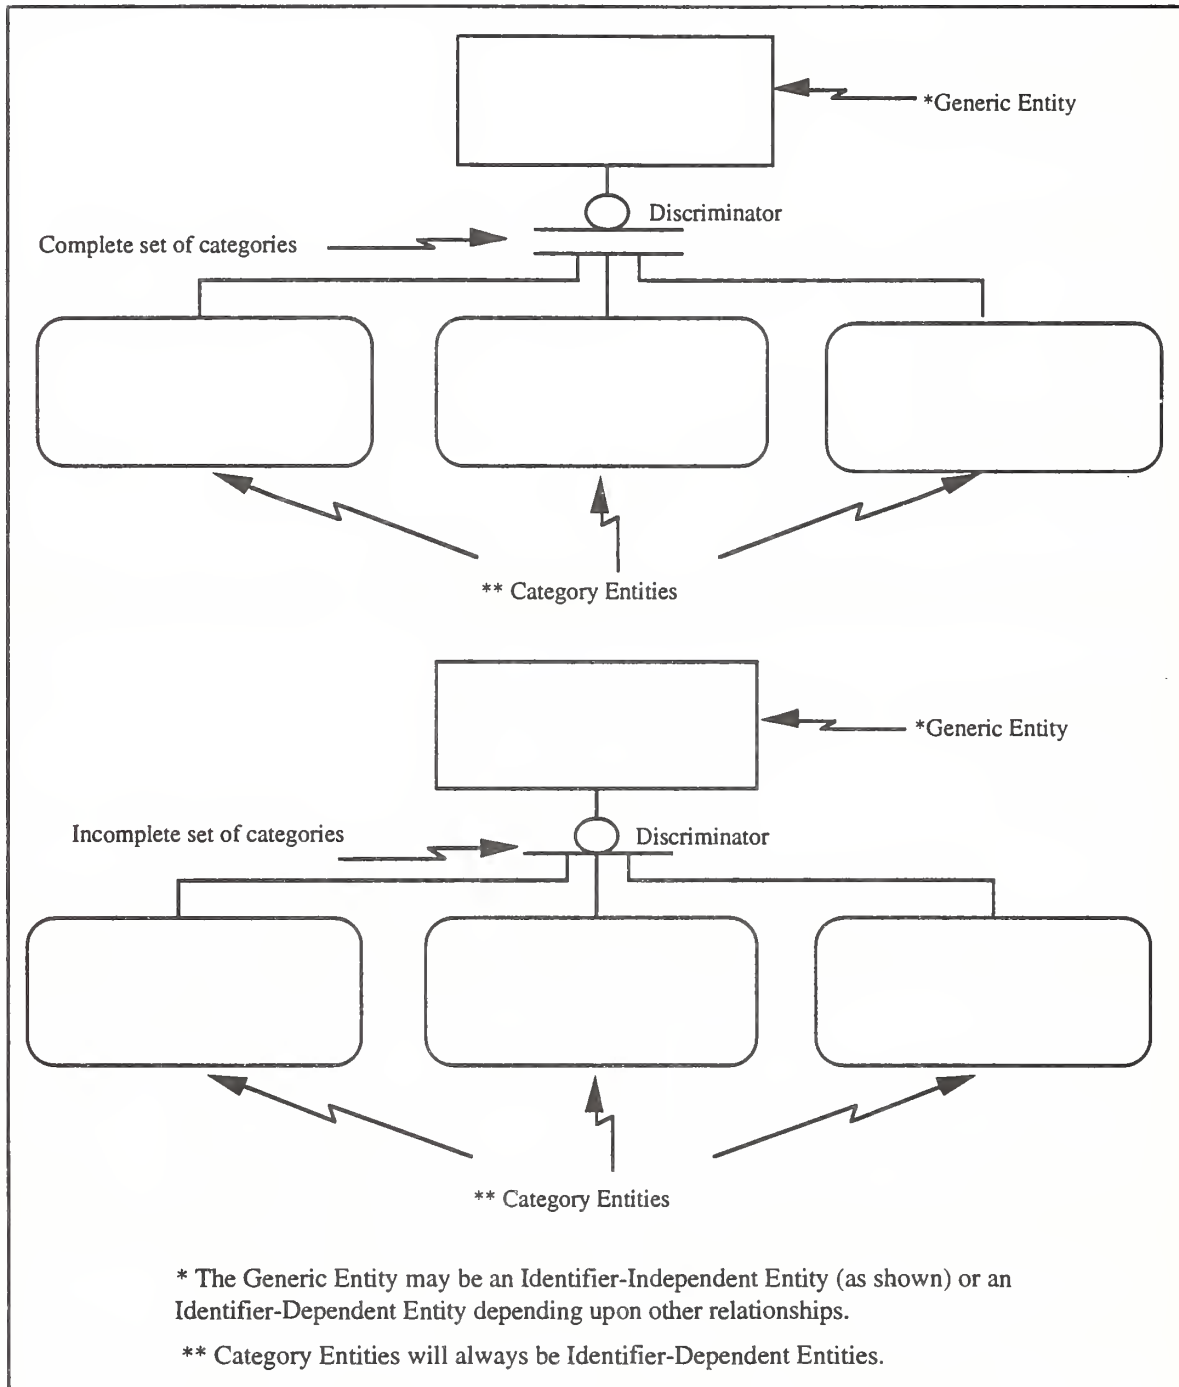 *Generic Entity
Discriminator
Complete set of categories
** Category Entities
*Generic Entity
Incomplete set of categories
Discriminator
** Category Entities
* The Generic Entity may be an Identifier-Independent Entity (as shown) or an
Identifier-Dependent Entity depending upon other relationships.
** Category Entities will always be Identifier-Dependent Entities.